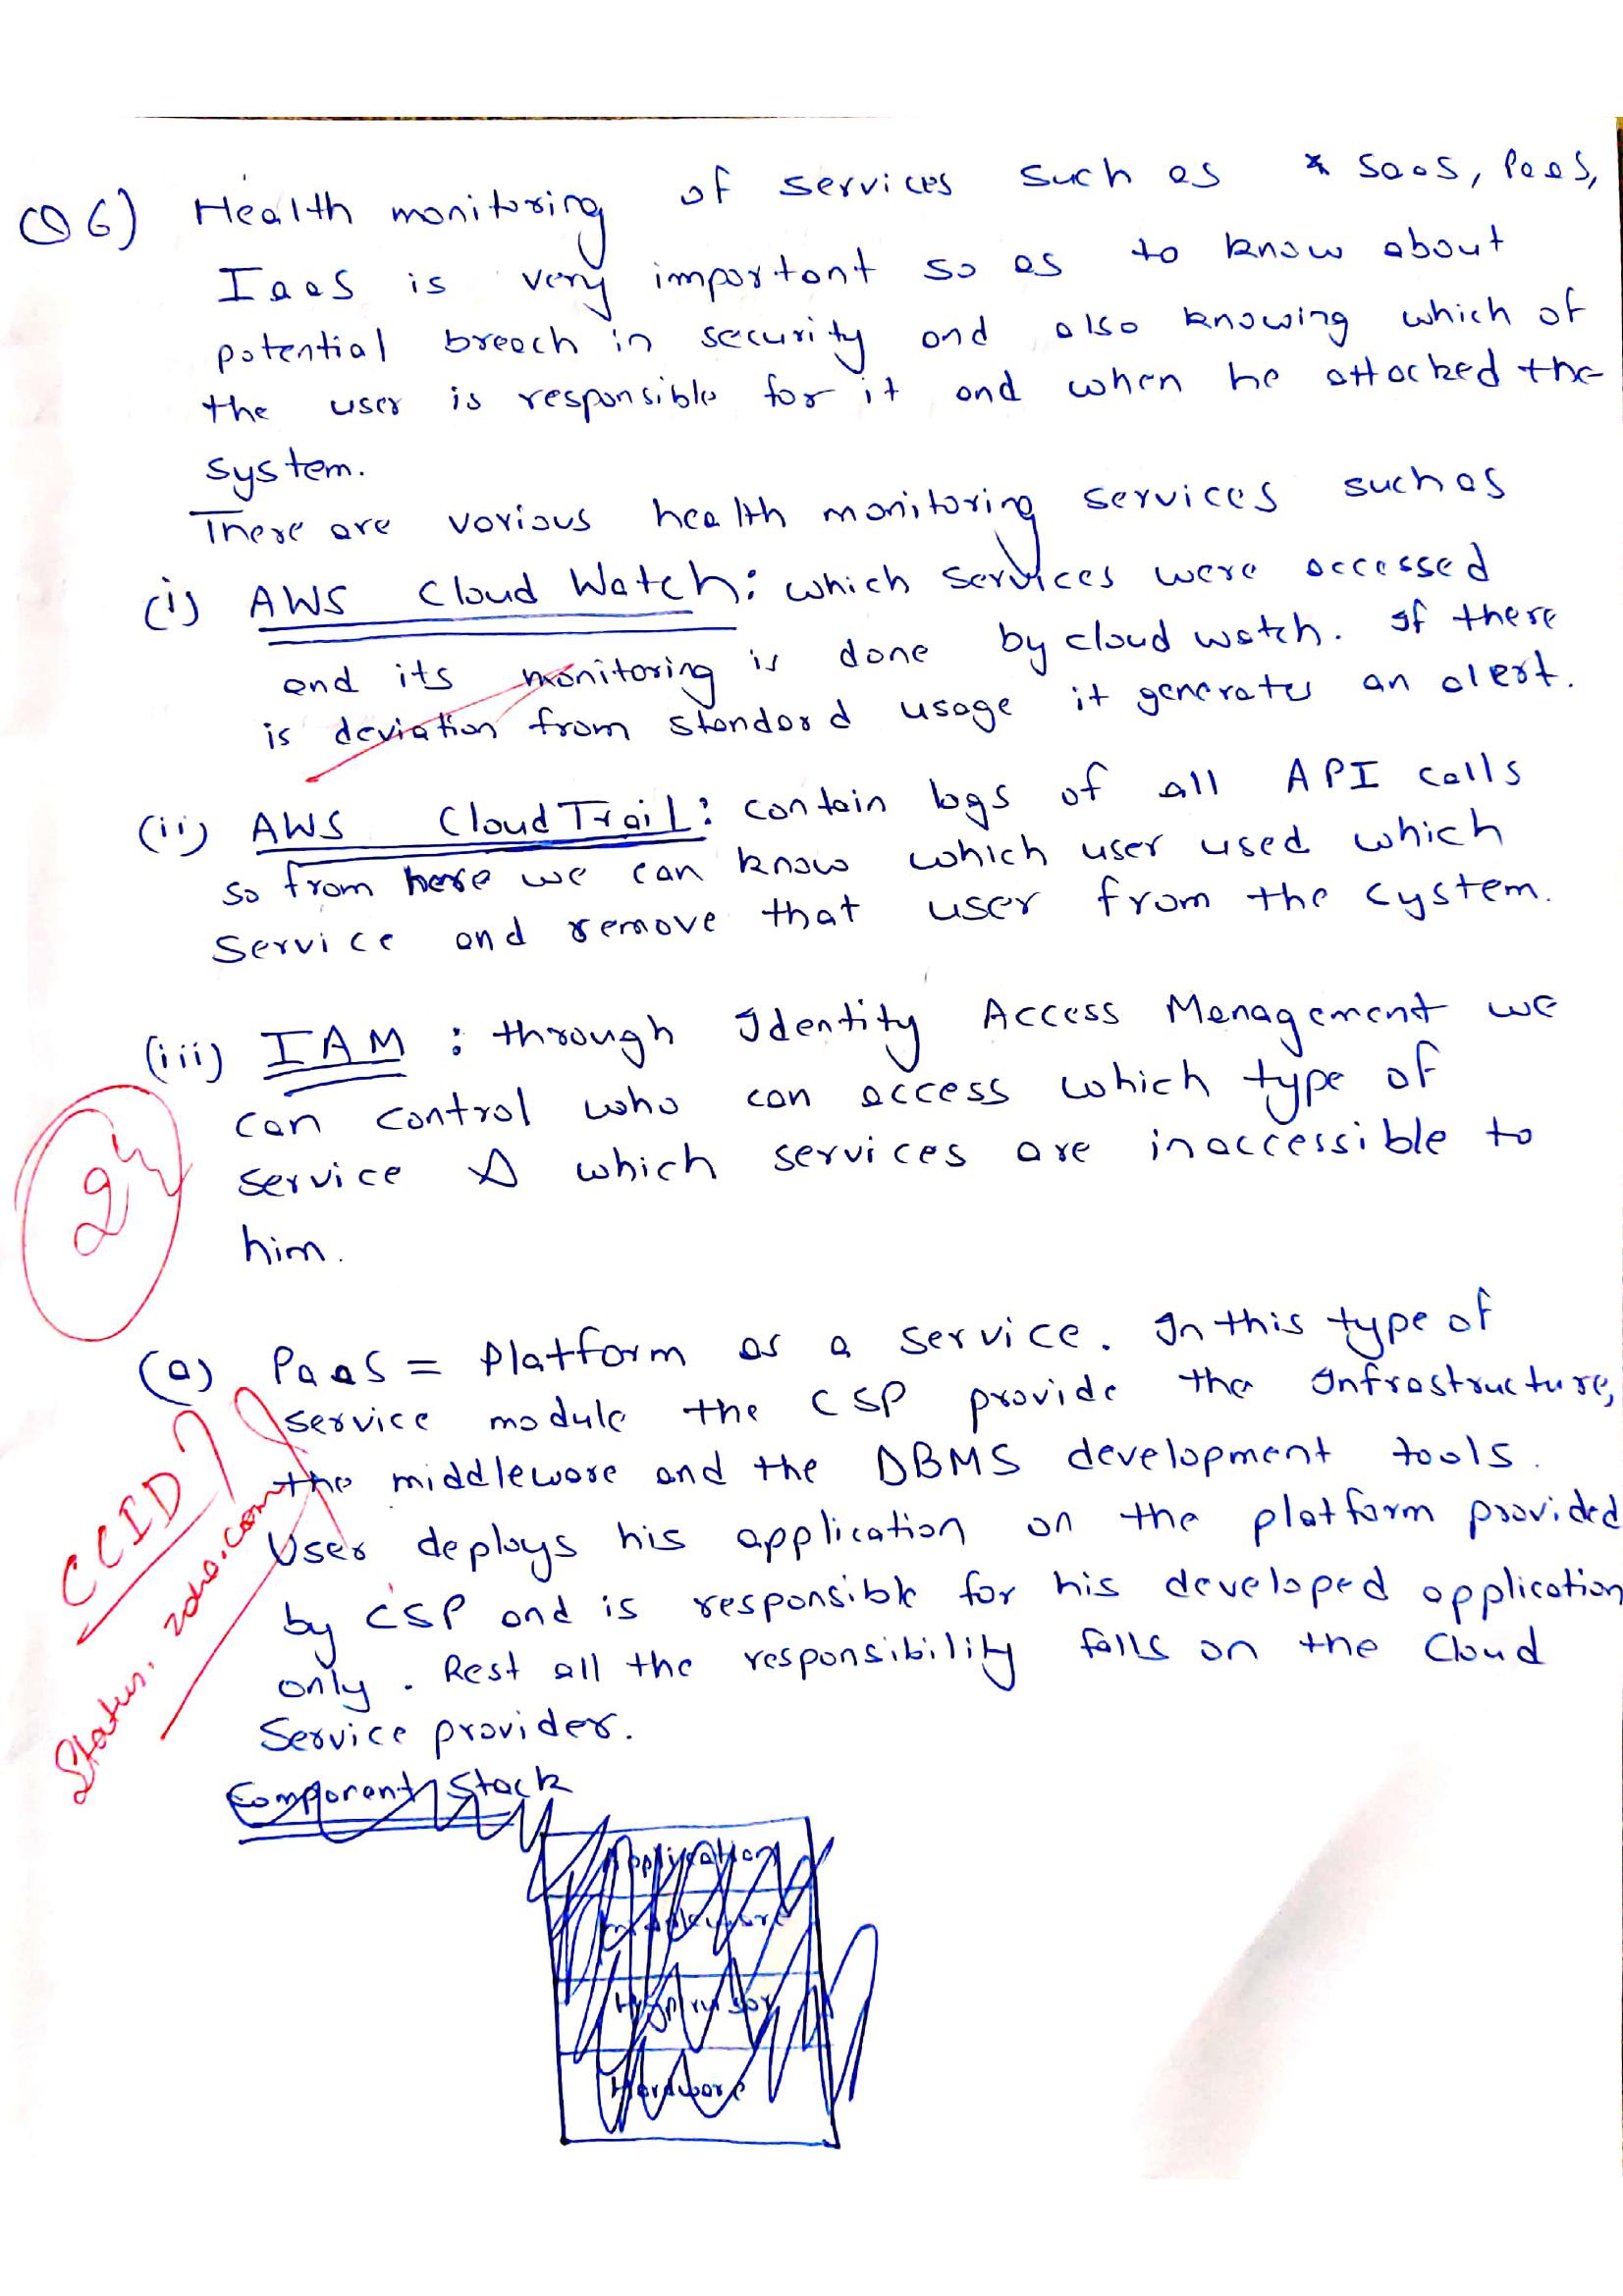 Q6) Health monitoring of services such as SaaS, PaaS,
IaaS is very important so as to know about
potential breach in security and also knowing which of
the user is responsible for it and when he attacked the
system.
There are various health monitoring services such as
(i) AWS Cloud Watch: which services were accessed
and its monitoring is done by cloud watch. If there
is deviation from standard usage it generates an alert.
(ii) AWS CloudTrail: contain logs of all API calls
so from here we can know which user used which
service and remove that user from the system.
(iii) IAM : through Identity Access Management we
can control who can access which type of
service & which services are inaccessible to
him.
2
(a) PaaS = Platform as a service. In this type of
service module the CSP provide the Infrastructure,
the middleware and the DBMS development tools.
User deploys his application on the platform provided
by CSP and is responsible for his developed application
only. Rest all the responsibility falls on the Cloud
Service provider.
CCID
Status. zoho.com
Component Stack
Application
Middleware
Hypervisor
Hardware